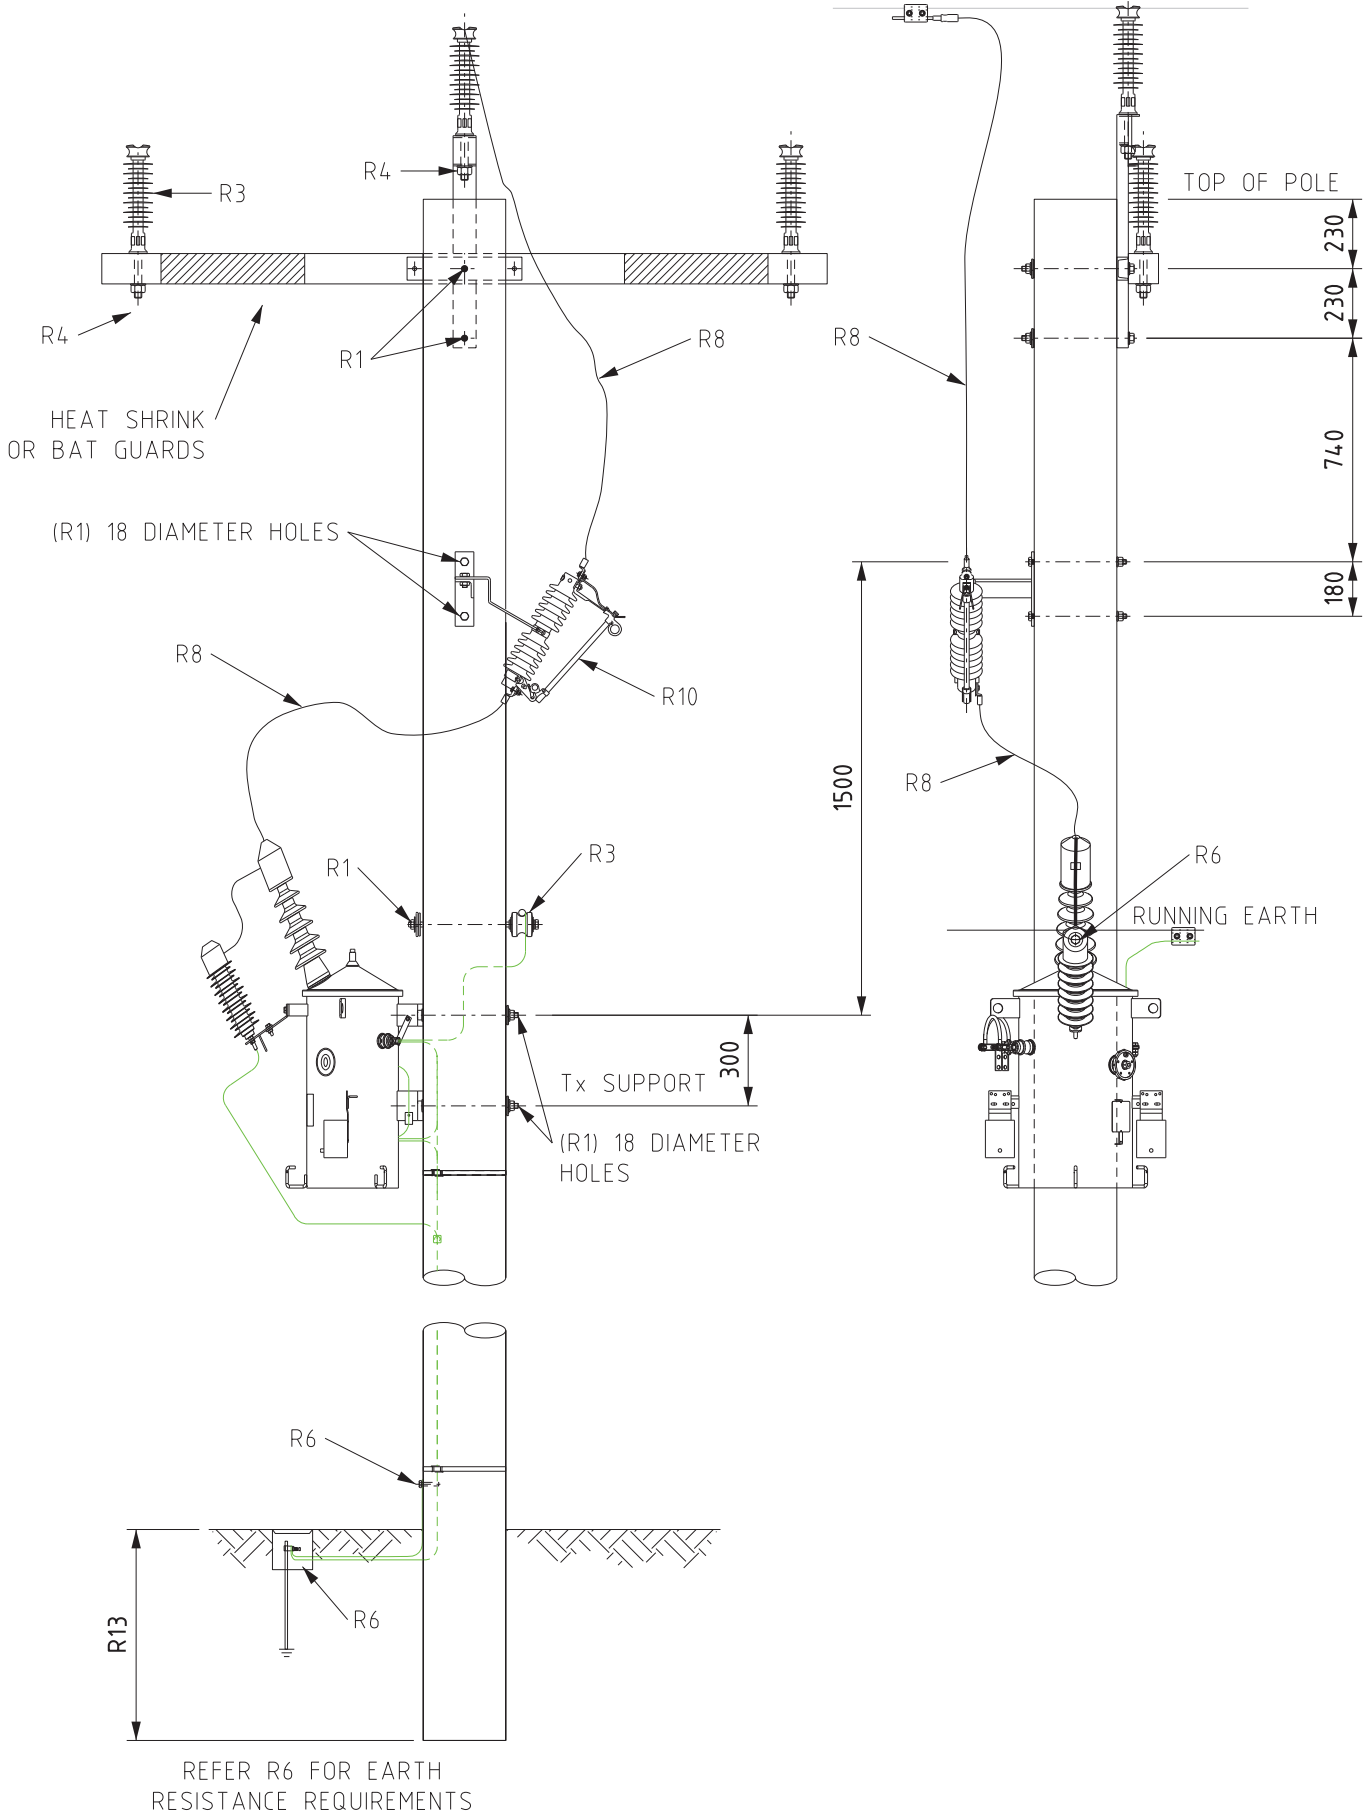 R4
R3
TOP OF POLE
230
230
R4
R1
R8
R8
HEAT SHRINK
OR BAT GUARDS
740
(R1) 18 DIAMETER HOLES
180
R8
R10
1500
R8
R1
R3
R6
RUNNING EARTH
300
Tx SUPPORT
(R1) 18 DIAMETER
HOLES
R6
R6
R13
REFER R6 FOR EARTH
RESISTANCE REQUIREMENTS